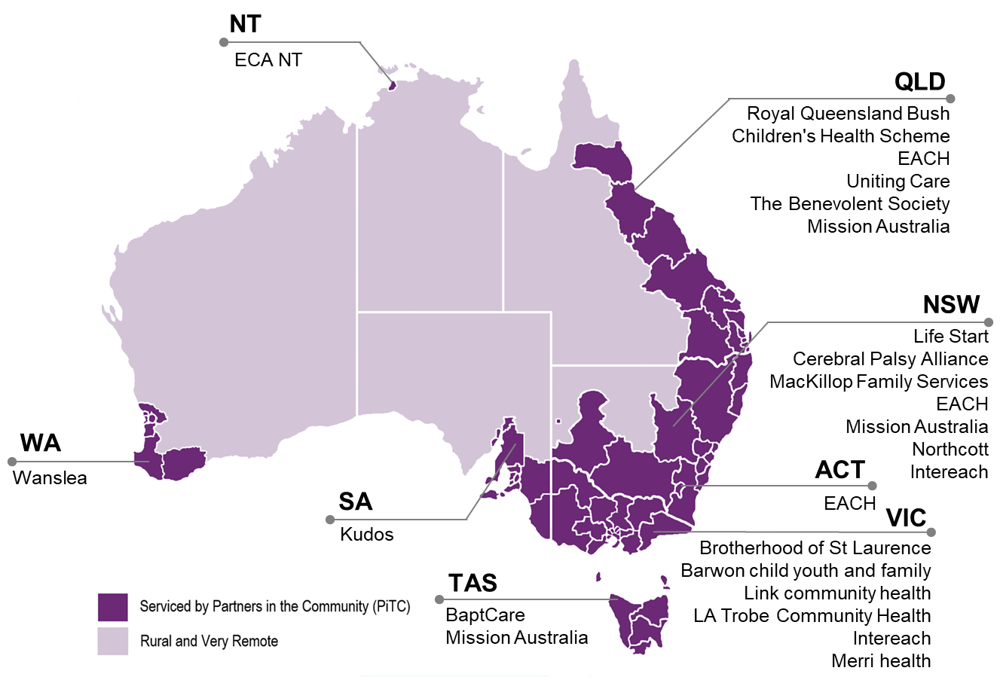 NT
ECA NT
QLD
Royal Queensland Bush
Children's Health Scheme
EACH
Uniting Care
The Benevolent Society
Mission Australia
NSW
Life Start
Cerebral Palsy Alliance
MacKillop Family Services
EACH
Mission Australia
Northcott
Intereach
WA
Wanslea
ACT
EACH
SA
Kudos
VIC
Brotherhood of St Laurence
Barwon child youth and family
Link community health
LA Trobe Community Health
Intereach
Merri health
TAS
BaptCare
Mission Australia
Serviced by Partners in the Community (PiTC)
Rural and Very Remote